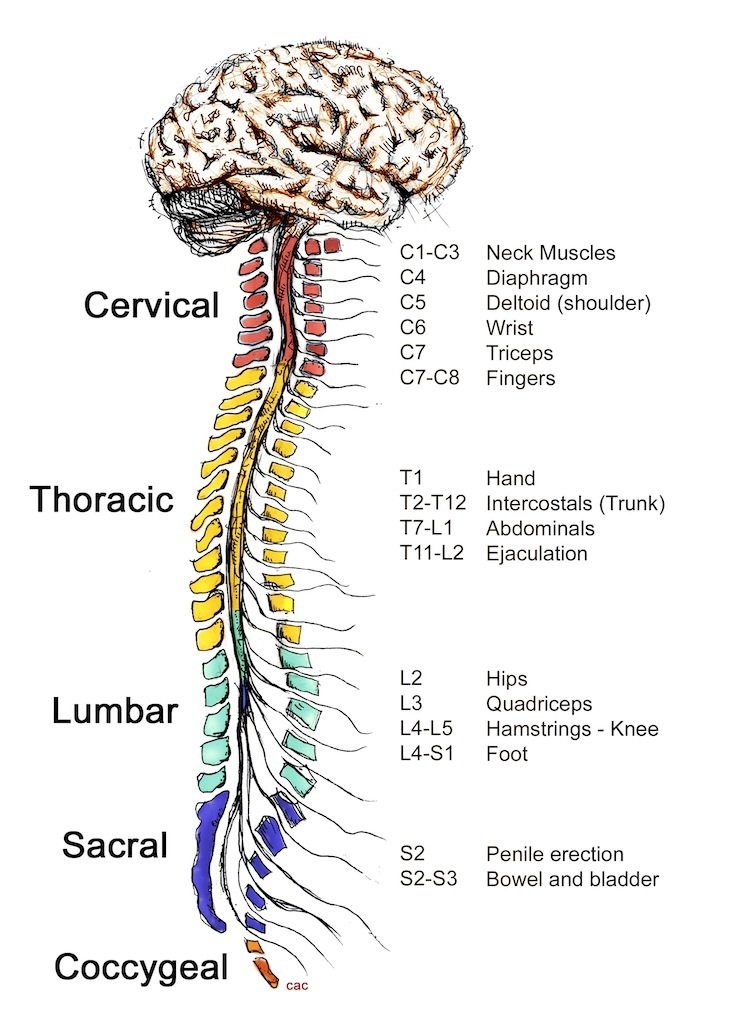 Cervical
C1-C3 Neck Muscles
C4 Diaphragm
C5 Deltoid (shoulder)
C6 Wrist
C7 Triceps
C7-C8 Fingers
Thoracic
T1 Hand
T2-T12 Intercostals (Trunk)
T7-L1 Abdominals
T11-L2 Ejaculation
Lumbar
L2 Hips
L3 Quadriceps
L4-L5 Hamstrings - Knee
L4-S1 Foot
Sacral
S2 Penile erection
S2-S3 Bowel and bladder
Coccygeal
cac